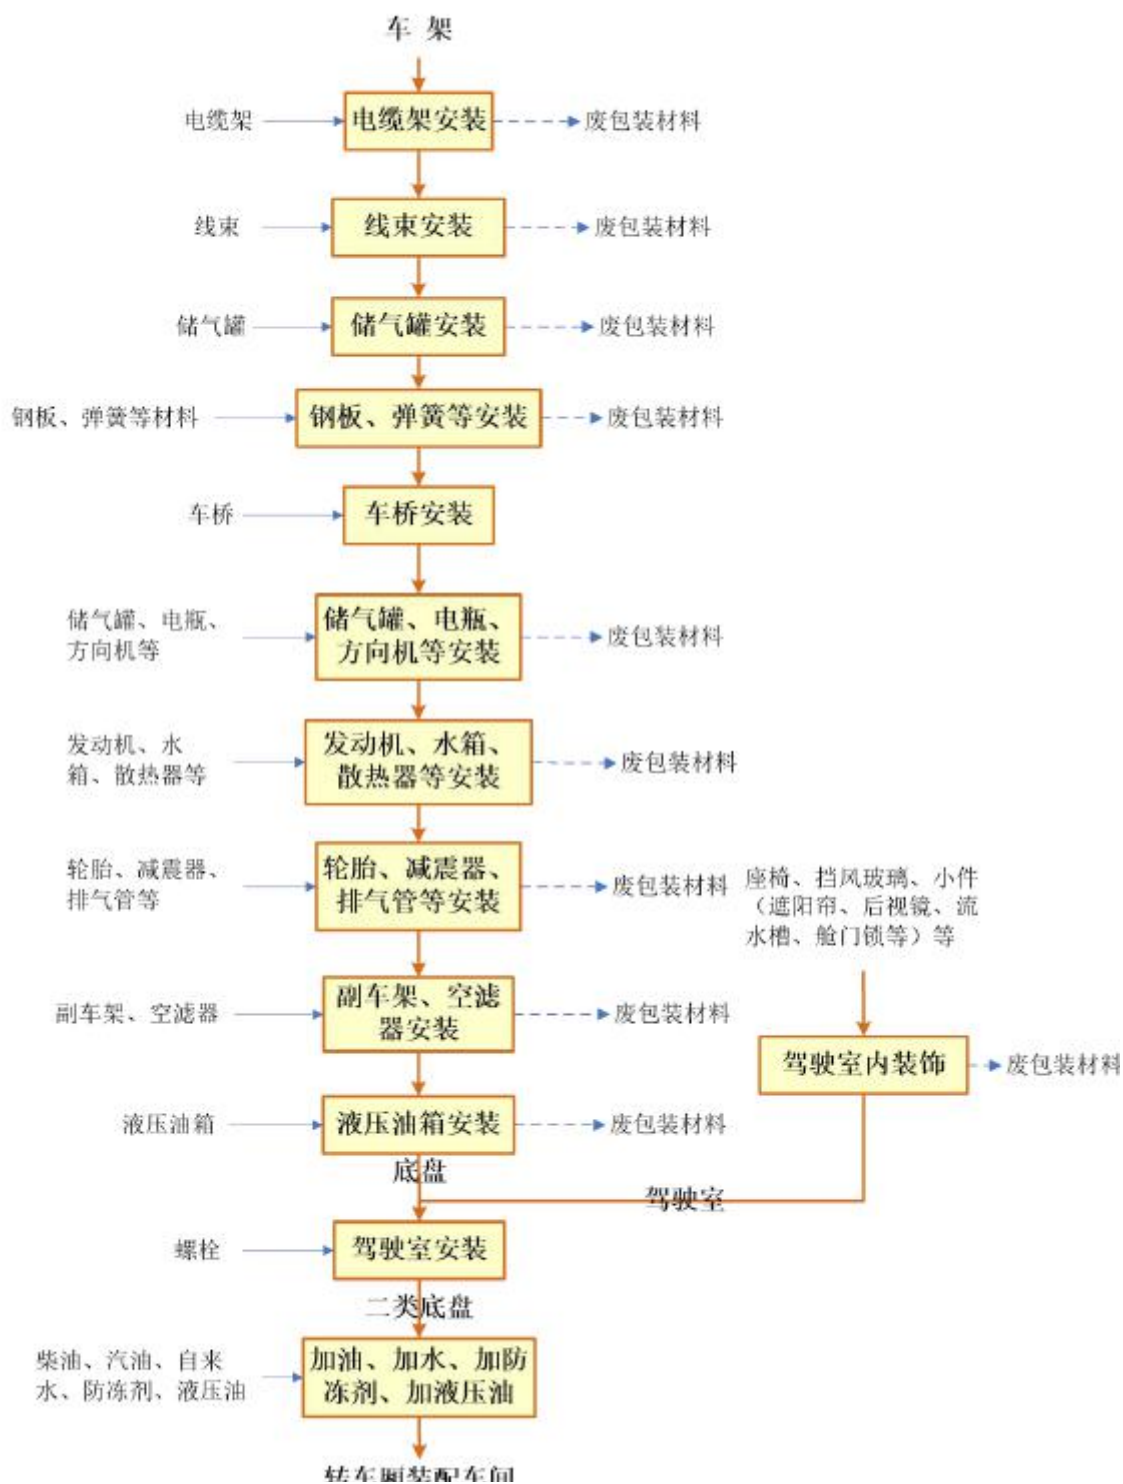 车 架
电缆架
电缆架安装
废包装材料
线束
线束安装
废包装材料
储气罐
储气罐安装
废包装材料
钢板、弹簧等材料
钢板、弹簧等安装
废包装材料
车桥
车桥安装
储气罐、电瓶、
方向机等
储气罐、电瓶、
方向机等安装
废包装材料
发动机、水
箱、散热器等
发动机、水箱、
散热器等安装
废包装材料
轮胎、减震器、
排气管等
轮胎、减震器、
排气管等安装
废包装材料
座椅、挡风玻璃、小件
（遮阳帘、后视镜、流
水槽、舱门锁等）等
副车架、空滤器
副车架、空滤
器安装
废包装材料
驾驶室内装饰
废包装材料
液压油箱
液压油箱安装
废包装材料
底盘
驾驶室
螺栓
驾驶室安装
二类底盘
柴油、汽油、自来
水、防冻剂、液压油
加油、加水、加防
冻剂、加液压油
转车厢装配车间